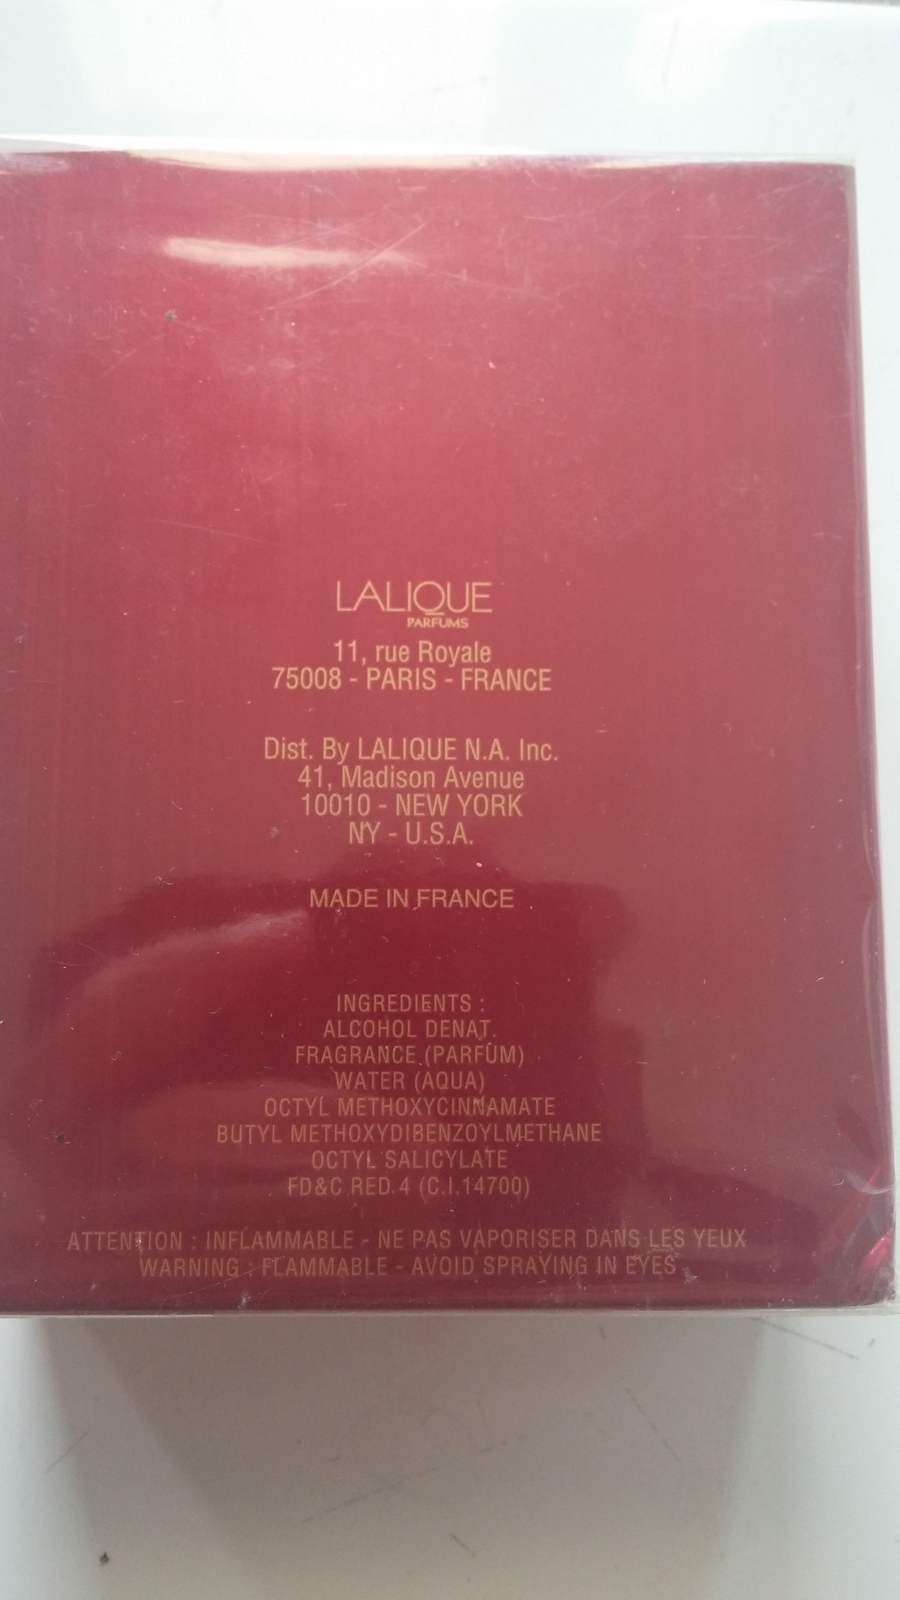 LALIQUE
PARFUMS
11, rue Royale
75008 - PARIS - FRANCE
Dist. By LALIQUE N.A. Inc.
41, Madison Avenue
10010 - NEW YORK
NY - U.S.A.
MADE IN FRANCE
INGREDIENTS :
ALCOHOL DENAT.
FRAGRANCE (PARFUM)
WATER (AQUA)
OCTYL METHOXYCINNAMATE
BUTYL METHOXYDIBENZOYLMETHANE
OCTYL SALICYLATE
FD&C RED 4 (C.I.14700)
ATTENTION : INFLAMMABLE - NE PAS VAPORISER DANS LES YEUX
WARNING : FLAMMABLE - AVOID SPRAYING IN EYES